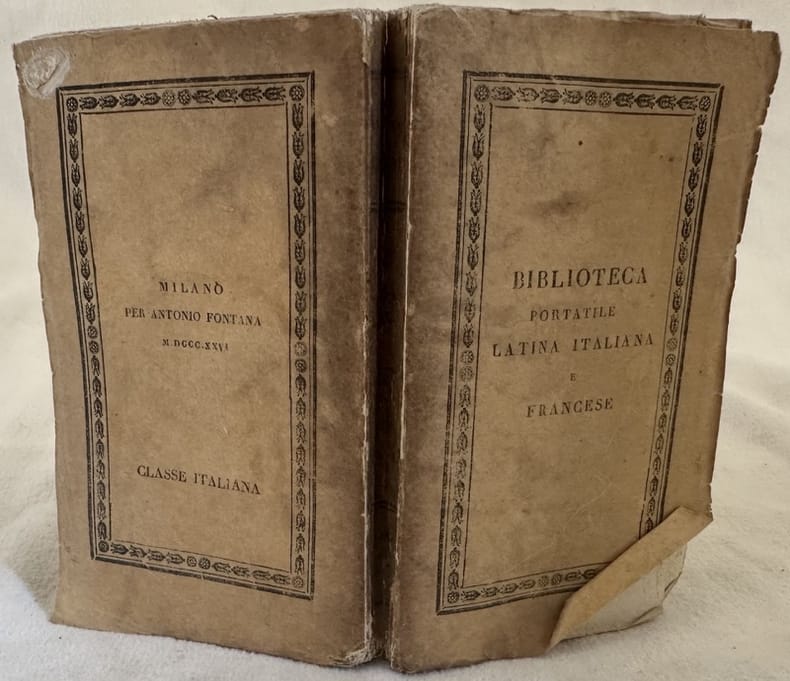 MILANO
PER ANTONIO FONTANA
M.DCCC.XXVI
CLASSE ITALIANA
BIBLIOTECA
PORTATILE
LATINA ITALIANA
E
FRANCESE